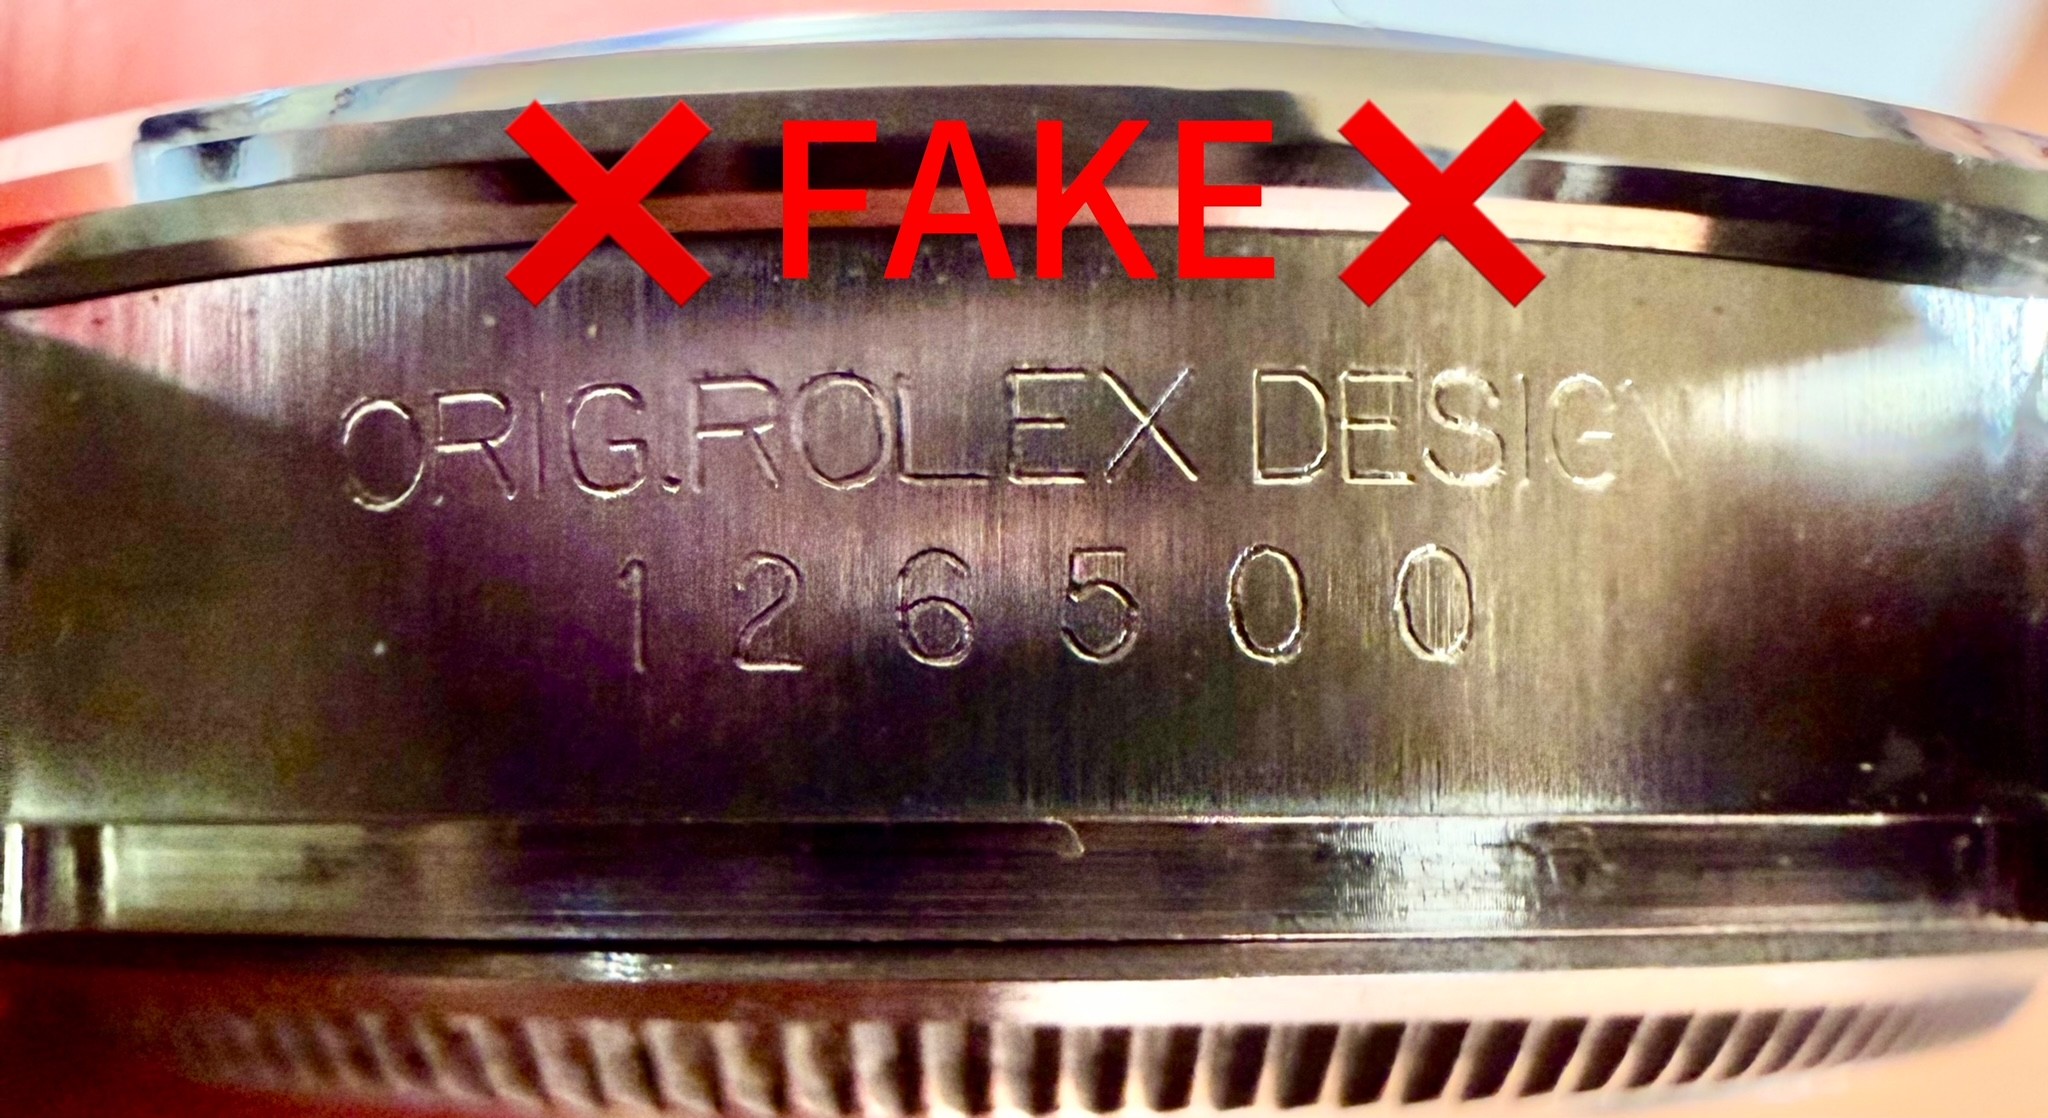 ❌ FAKE ❌
ORIG.ROLEX DESIGN
126500